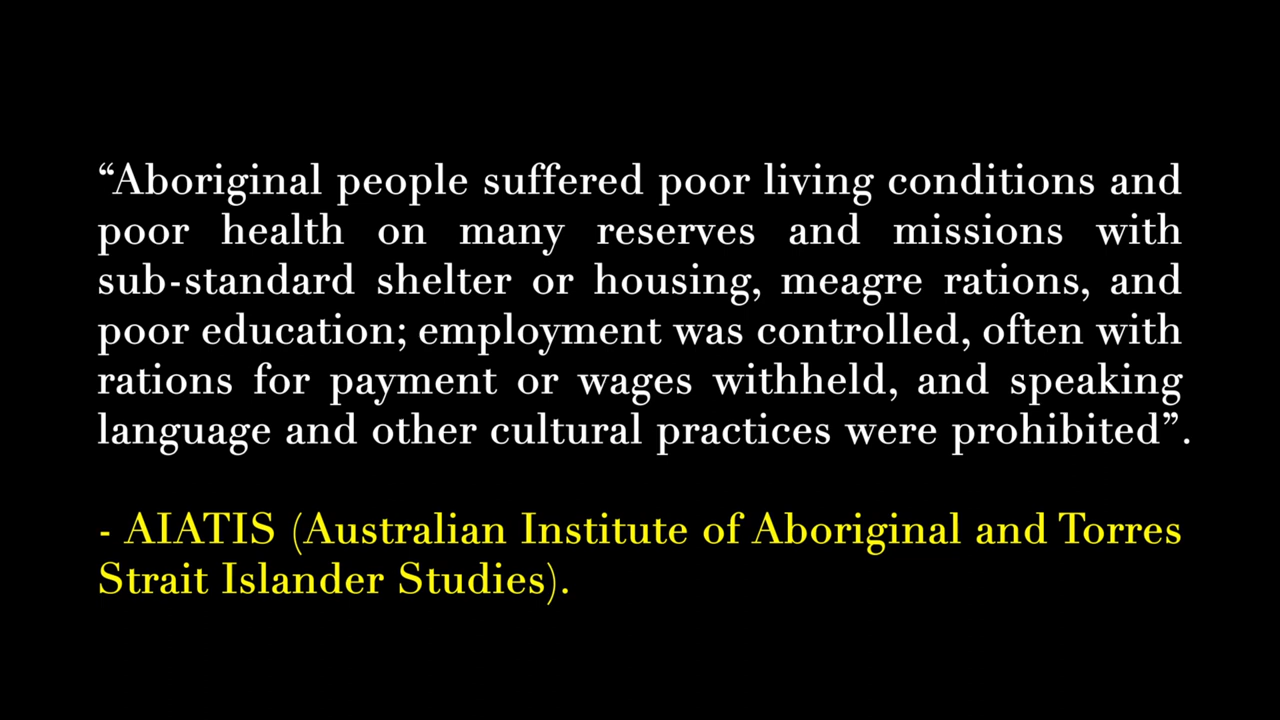 “Aboriginal people suffered poor living conditions and
poor health on many reserves and missions with
sub-standard shelter or housing, meagre rations, and
poor education; employment was controlled, often with
rations for payment or wages withheld, and speaking
language and other cultural practices were prohibited”.
- AIATIS (Australian Institute of Aboriginal and Torres
Strait Islander Studies).